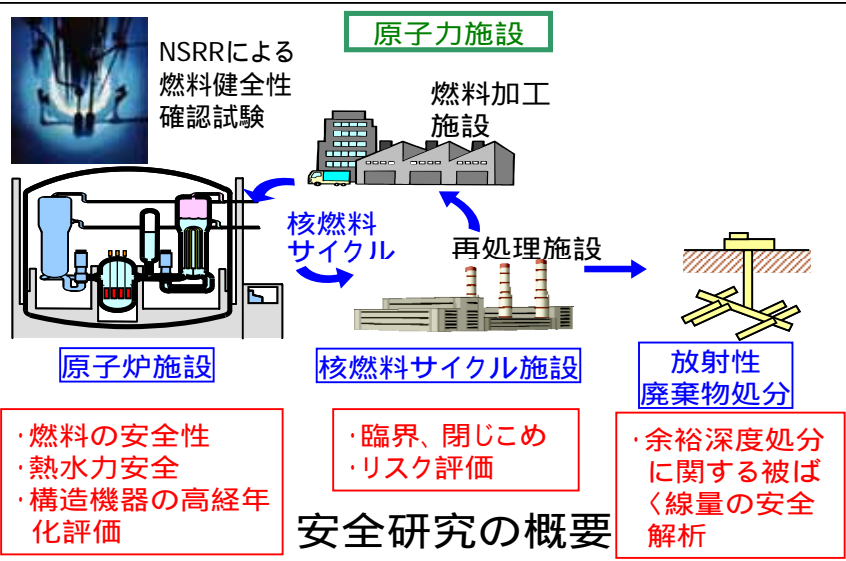 原子力施設
NSRRによる
燃料健全性
確認試験
燃料加工
施設
核燃料
サイクル
再処理施設
原子炉施設
核燃料サイクル施設
放射性
廃棄物処分
・燃料の安全性
・熱水力安全
・構造機器の高経年
化評価
・臨界、閉じこめ
・リスク評価
・余裕深度処分
に関する被ば
く線量の安全
解析
安全研究の概要